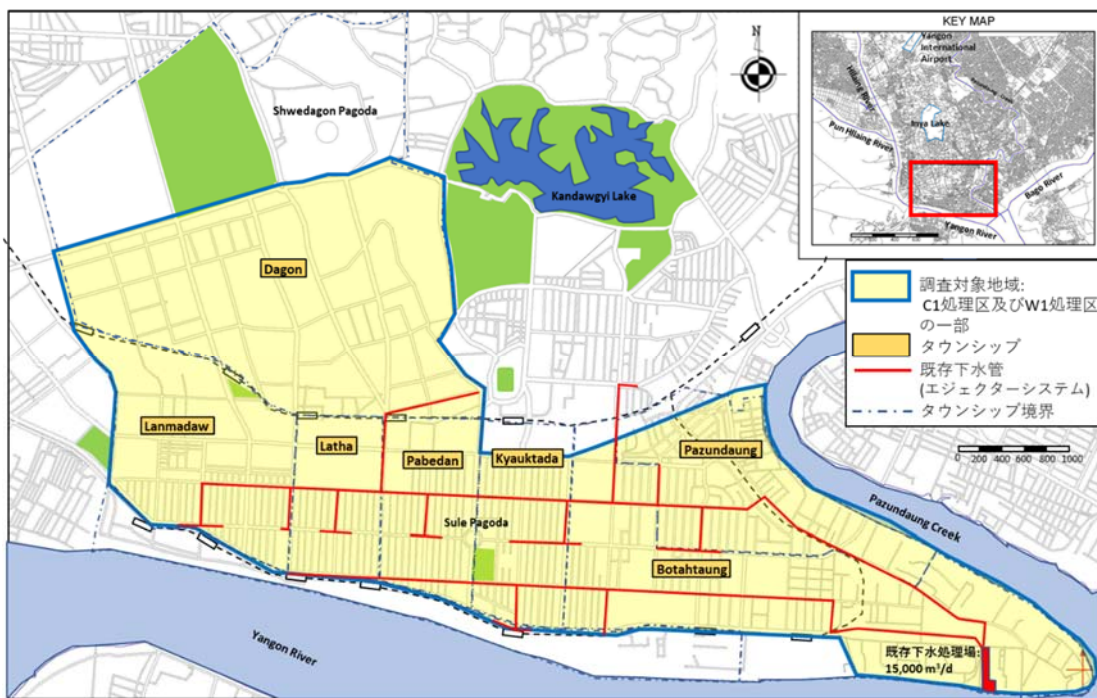 KEY MAP
Yangon
International
Airport
Hlaing River
Inya Lake
Pun Hlaing River
Bago River
Yangon River
N
Shwedagon Pagoda
Kandawgyi Lake
Dagon
調査対象地域:
C1処理区及びW1処理区
の一部
タウンシップ
既存下水管
(エジェクターシステム)
タウンシップ境界
0 200 400 600 800 1000
Lanmadaw
Latha
Pabedan
Kyauktada
Pazundaung
Pazundaung Creek
Sule Pagoda
Botahtaung
Yangon River
既存下水処理場:
15,000 m³/d